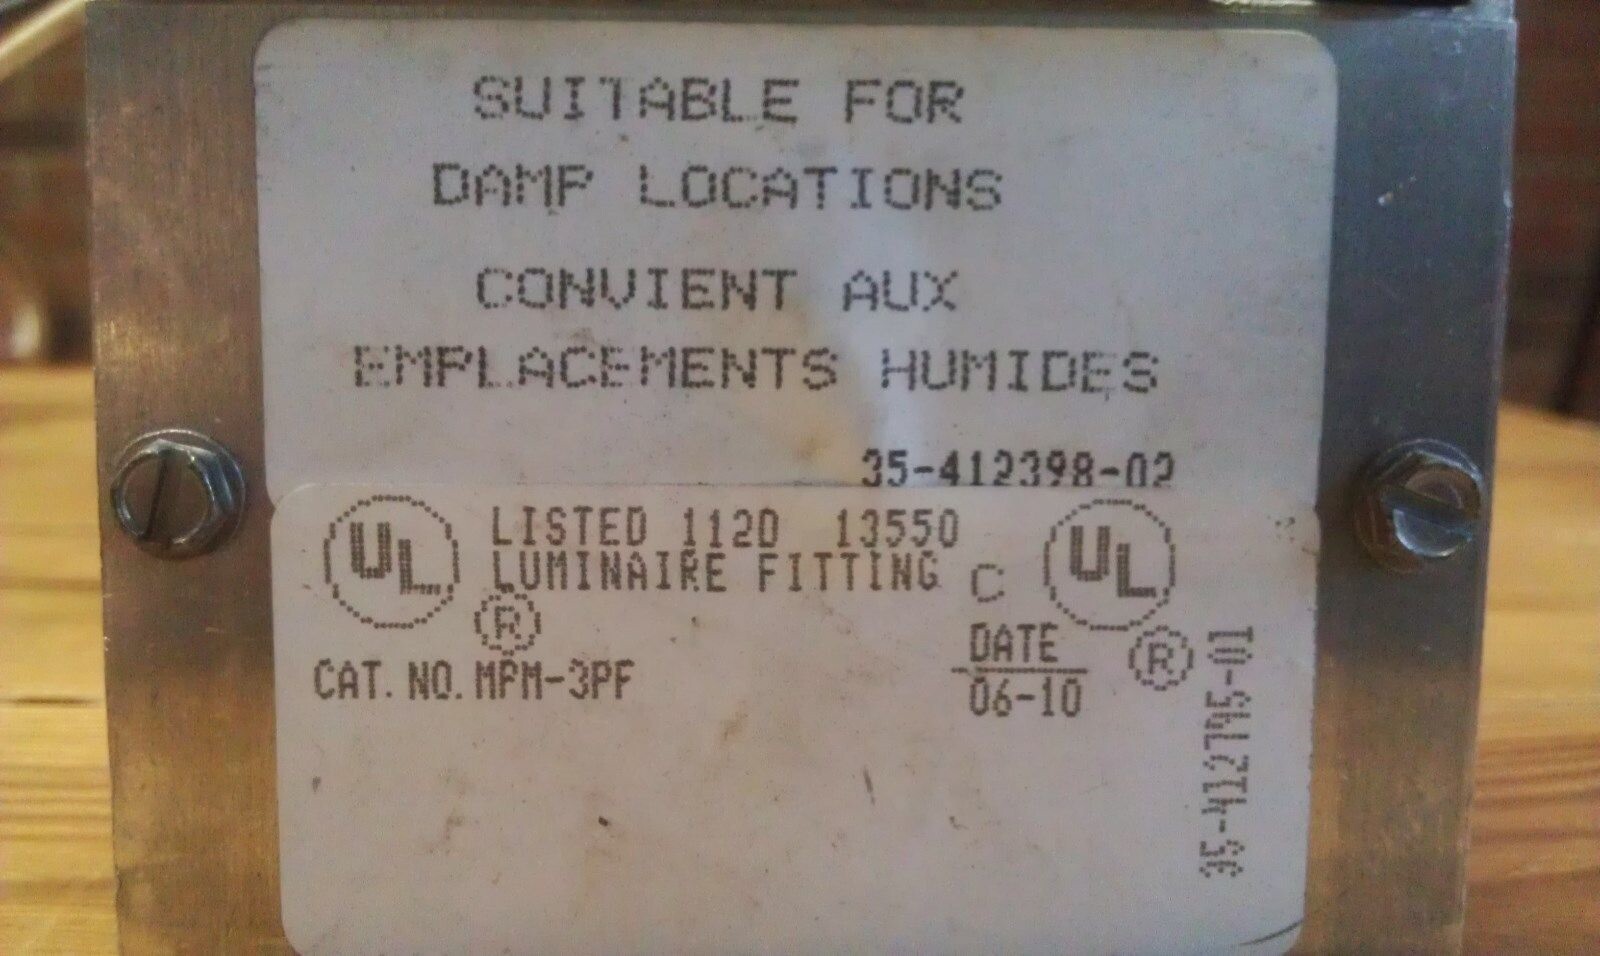 SUITABLE FOR
DAMP LOCATIONS
CONVIENT AUX
EMPLACEMENTS HUMIDES
35-412398-02
UL
LISTED 112D 13550
LUMINAIRE FITTING
®
C UL
®
CAT. NO. MPM-3PF
DATE
06-10
35-412795-01